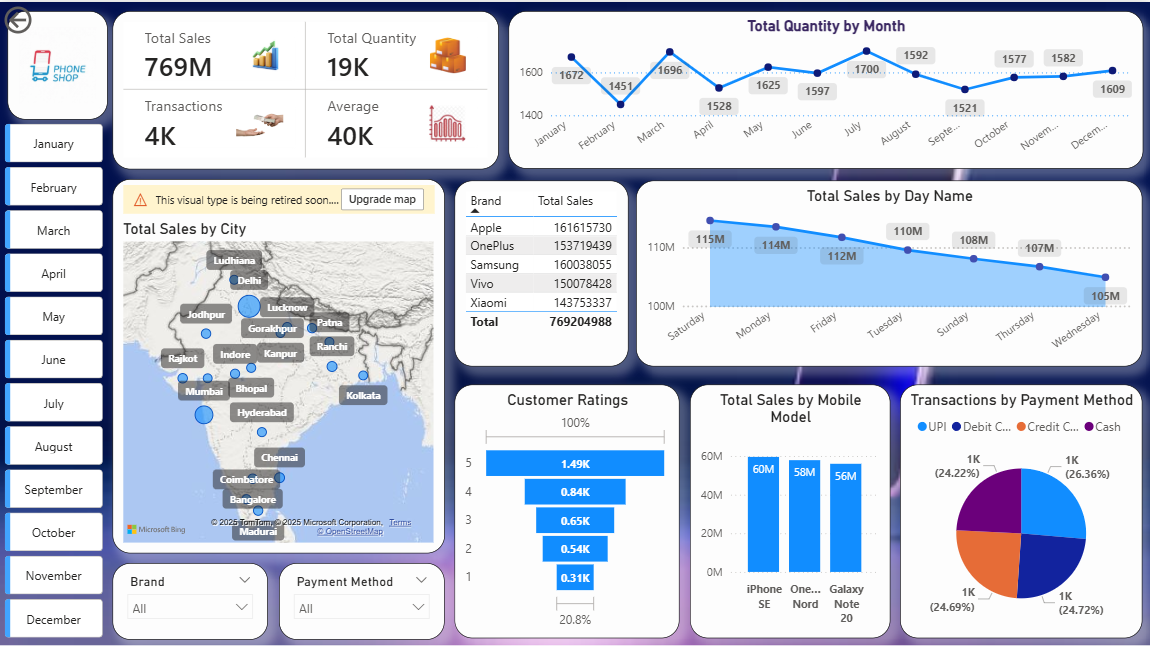 PHONE
SHOP
January
February
March
April
May
June
July
August
September
October
November
December
Total Sales
769M
Total Quantity
19K
Transactions
4K
Average
40K
Total Quantity by Month
1600
1400
1672
1451
1696
1528
1625
1597
1700
1592
1521
1577
1582
1609
January
February
March
April
May
June
July
August
Septe...
October
Novem...
Decem...
This visual type is being retired soon....
Upgrade map
Total Sales by City
Ludhiana
Delhi
Jodhpur
Lucknow
Gorakhpur
Patna
Ranchi
Rajkot
Indore
Kanpur
Mumbai
Bhopal
Kolkata
Hyderabad
Chennai
Coimbatore
Bangalore
Madurai
Microsoft Bing
© 2025 TomTom, © 2025 Microsoft Corporation, Terms
© OpenStreetMap
Brand
All
Payment Method
All
Brand Total Sales
Apple 161615730
OnePlus 153719439
Samsung 160038055
Vivo 150078428
Xiaomi 143753337
Total 769204988
Total Sales by Day Name
110M
100M
115M
114M
112M
110M
108M
107M
105M
Saturday
Monday
Friday
Tuesday
Sunday
Thursday
Wednesday
Customer Ratings
100%
5 1.49K
4 0.84K
3 0.65K
2 0.54K
1 0.31K
20.8%
Total Sales by Mobile
Model
60M
40M
20M
0M
60M
58M
56M
iPhone
SE
One...
Nord
Galaxy
Note
20
Transactions by Payment Method
UPI Debit C... Credit C... Cash
1K
(24.22%)
1K
(26.36%)
1K
(24.69%)
1K
(24.72%)